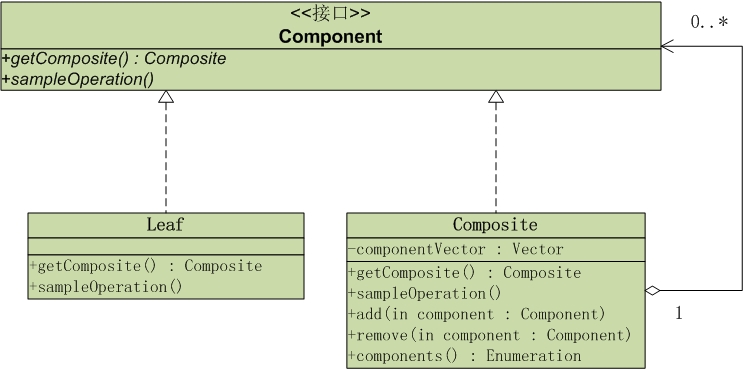 <<接口>>
Component
+getComposite() : Composite
+sampleOperation()
0..*
Leaf
+getComposite() : Composite
+sampleOperation()
Composite
-componentVector : Vector
+getComposite() : Composite
+sampleOperation()
+add(in component : Component)
+remove(in component : Component)
+components() : Enumeration
1